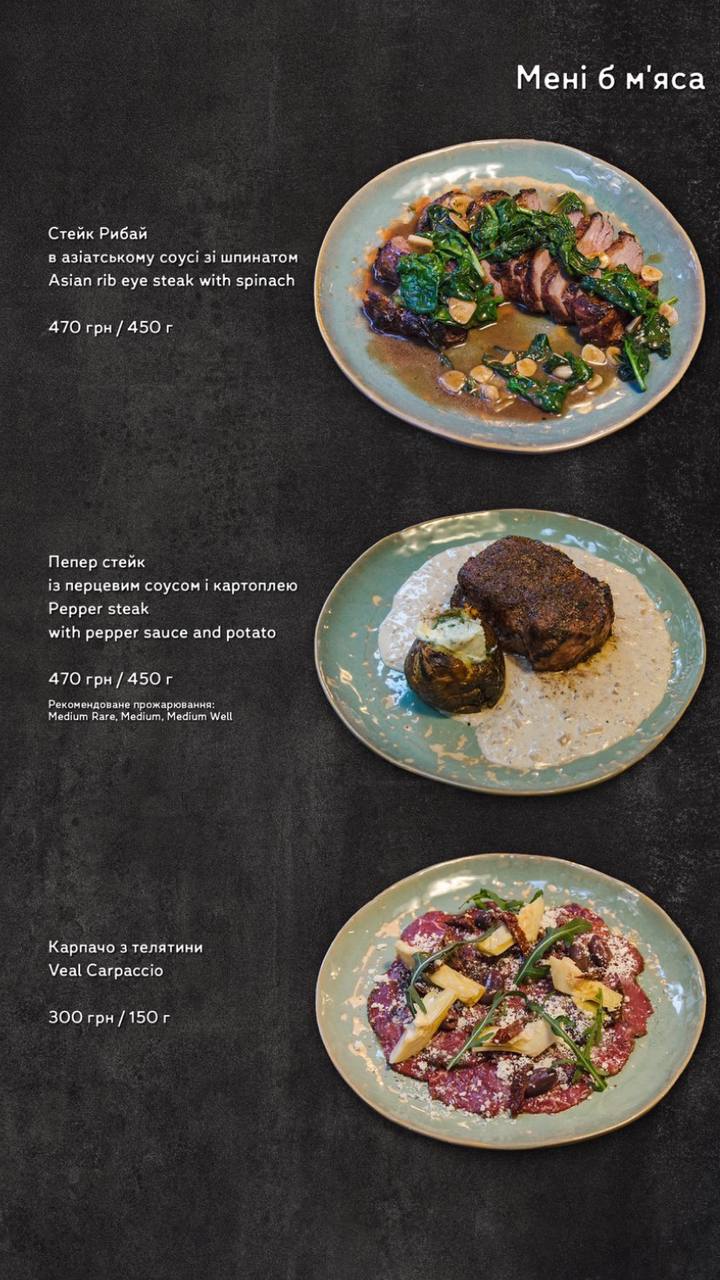 Мені б м'яса
Стейк Рибай
в азіатському соусі зі шпинатом
Asian rib eye steak with spinach
470 грн / 450 г
Пепер стейк
із перцевим соусом і картоплею
Pepper steak
with pepper sauce and potato
470 грн / 450 г
Рекомендоване прожарювання:
Medium Rare, Medium, Medium Well
Карпачо з телятини
Veal Carpaccio
300 грн / 150 г